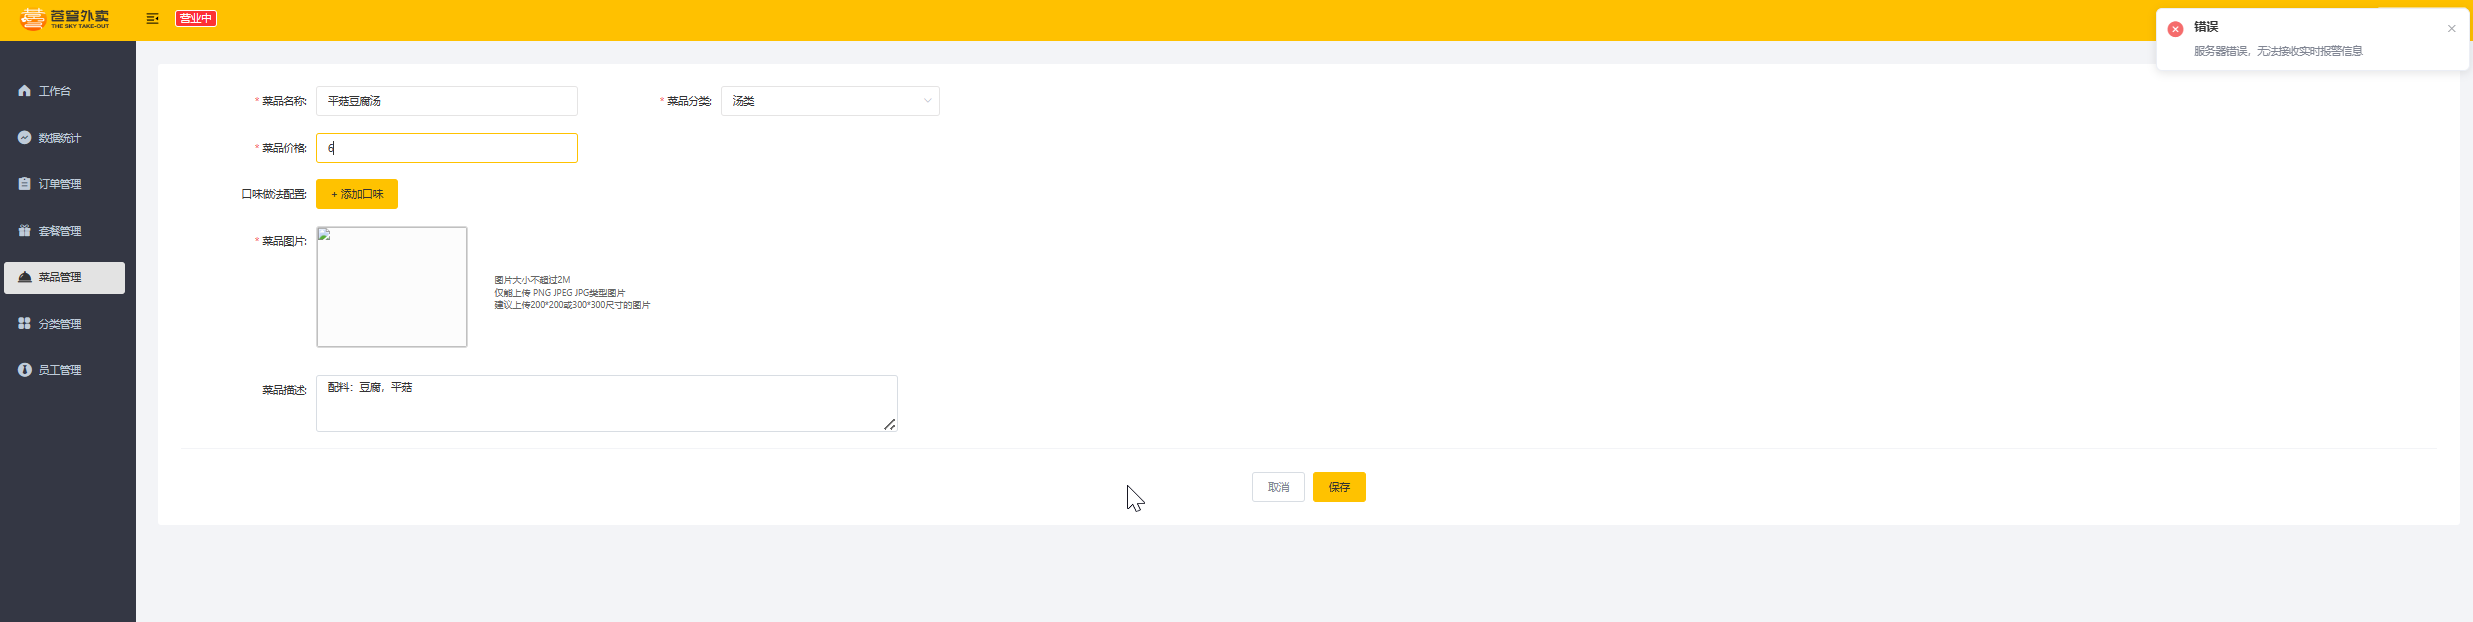 苍穹外卖
THE SKY TAKE-OUT
营业中
错误
服务器错误，无法接收实时报警信息
工作台
数据统计
订单管理
套餐管理
菜品管理
分类管理
员工管理
* 菜品名称: 平菇豆腐汤
* 菜品分类: 汤类
* 菜品价格: 6
口味做法配置: + 添加口味
* 菜品图片:
图片大小不超过2M
仅能上传 PNG JPEG JPG类型图片
建议上传200*200或300*300尺寸的图片
菜品描述: 配料：豆腐，平菇
取消
保存